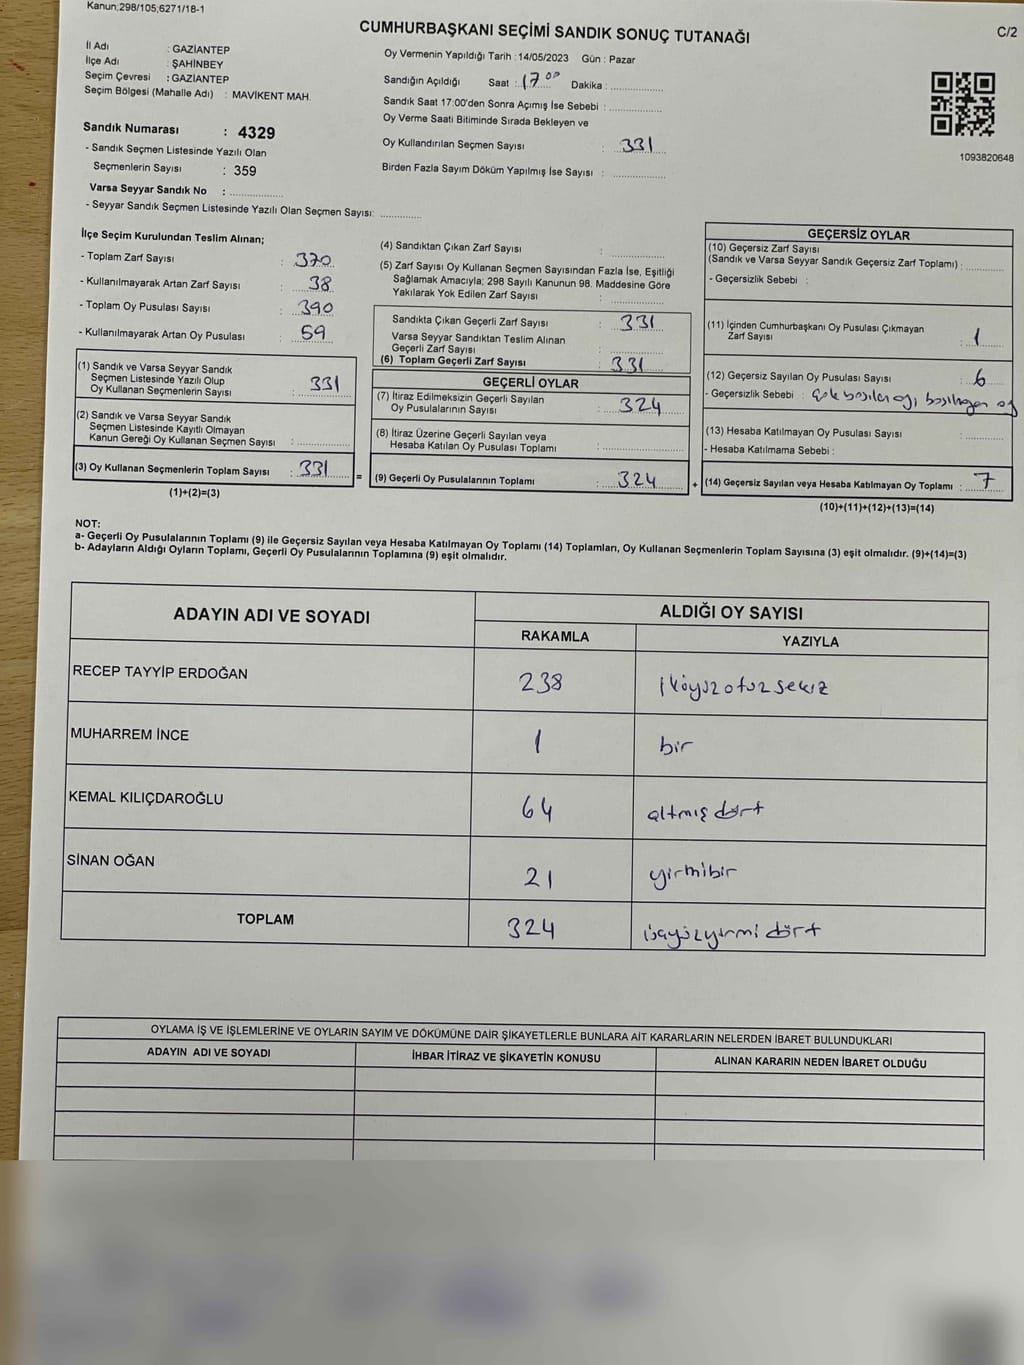 Kanun;298/105,6271/18-1
CUMHURBAŞKANI SEÇİMİ SANDIK SONUÇ TUTANAĞI
C/2
İl Adı : GAZİANTEP
İlçe Adı : ŞAHİNBEY
Seçim Çevresi : GAZİANTEP
Seçim Bölgesi (Mahalle Adı) : MAVİKENT MAH.
Sandık Numarası : 4329
- Sandık Seçmen Listesinde Yazılı Olan
Seçmenlerin Sayısı : 359
Varsa Seyyar Sandık No : ..............
- Seyyar Sandık Seçmen Listesinde Yazılı Olan Seçmen Sayısı: ............
Oy Vermenin Yapıldığı Tarih : 14/05/2023 Gün : Pazar
Sandığın Açıldığı Saat : 17⁰⁰ Dakika : ..............
Sandık Saat 17:00'den Sonra Açımış İse Sebebi : ..............
Oy Verme Saati Bitiminde Sırada Bekleyen ve
Oy Kullandırılan Seçmen Sayısı : 331
Birden Fazla Sayım Döküm Yapılmış İse Sayısı : ..............
1093820648
İlçe Seçim Kurulundan Teslim Alınan;
- Toplam Zarf Sayısı : 370
- Kullanılmayarak Artan Zarf Sayısı : 38
- Toplam Oy Pusulası Sayısı : 390
- Kullanılmayarak Artan Oy Pusulası : 59
(1) Sandık ve Varsa Seyyar Sandık
Seçmen Listesinde Yazılı Olup
Oy Kullanan Seçmenlerin Sayısı : 331
(2) Sandık ve Varsa Seyyar Sandık
Seçmen Listesinde Kayıtlı Olmayan
Kanun Gereği Oy Kullanan Seçmen Sayısı : ..............
(3) Oy Kullanan Seçmenlerin Toplam Sayısı : 331
(1)+(2)=(3)
(4) Sandıktan Çıkan Zarf Sayısı : ..............
(5) Zarf Sayısı Oy Kullanan Seçmen Sayısından Fazla İse, Eşitliği
Sağlamak Amacıyla; 298 Sayılı Kanunun 98. Maddesine Göre
Yakılarak Yok Edilen Zarf Sayısı : ..............
Sandıkta Çıkan Geçerli Zarf Sayısı : 331
Varsa Seyyar Sandıktan Teslim Alınan
Geçerli Zarf Sayısı : ..............
(6) Toplam Geçerli Zarf Sayısı : 331
GEÇERLİ OYLAR
(7) İtiraz Edilmeksizin Geçerli Sayılan
Oy Pusulalarının Sayısı : 324
(8) İtiraz Üzerine Geçerli Sayılan veya
Hesaba Katılan Oy Pusulası Toplamı : ..............
= (9) Geçerli Oy Pusulalarının Toplamı : 324
GEÇERSİZ OYLAR
(10) Geçersiz Zarf Sayısı
(Sandık ve Varsa Seyyar Sandık Geçersiz Zarf Toplamı) : ............
- Geçersizlik Sebebi :
(11) İçinden Cumhurbaşkanı Oy Pusulası Çıkmayan
Zarf Sayısı : 1
(12) Geçersiz Sayılan Oy Pusulası Sayısı : 6
- Geçersizlik Sebebi :
(13) Hesaba Katılmayan Oy Pusulası Sayısı : ............
- Hesaba Katılmama Sebebi :
+ (14) Geçersiz Sayılan veya Hesaba Katılmayan Oy Toplamı : 7
(10)+(11)+(12)+(13)=(14)
NOT:
a- Geçerli Oy Pusulalarının Toplamı (9) ile Geçersiz Sayılan veya Hesaba Katılmayan Oy Toplamı (14) Toplamları, Oy Kullanan Seçmenlerin Toplam Sayısına (3) eşit olmalıdır. (9)+(14)=(3)
b- Adayların Aldığı Oyların Toplamı, Geçerli Oy Pusulalarının Toplamına (9) eşit olmalıdır.
ADAYIN ADI VE SOYADI ALDIĞI OY SAYISI
RAKAMLA YAZIYLA
RECEP TAYYİP ERDOĞAN 238 İkiyüzotuzsekiz
MUHARREM İNCE 1 bir
KEMAL KILIÇDAROĞLU 64 altmış dört
SİNAN OĞAN 21 yirmibir
TOPLAM 324 üçyüzyirmi dört
OYLAMA İŞ VE İŞLEMLERİNE VE OYLARIN SAYIM VE DÖKÜMÜNE DAİR ŞİKAYETLERLE BUNLARA AİT KARARLARIN NELERDEN İBARET BULUNDUKLARI
ADAYIN ADI VE SOYADI İHBAR İTİRAZ VE ŞİKAYETİN KONUSU ALINAN KARARIN NEDEN İBARET OLDUĞU